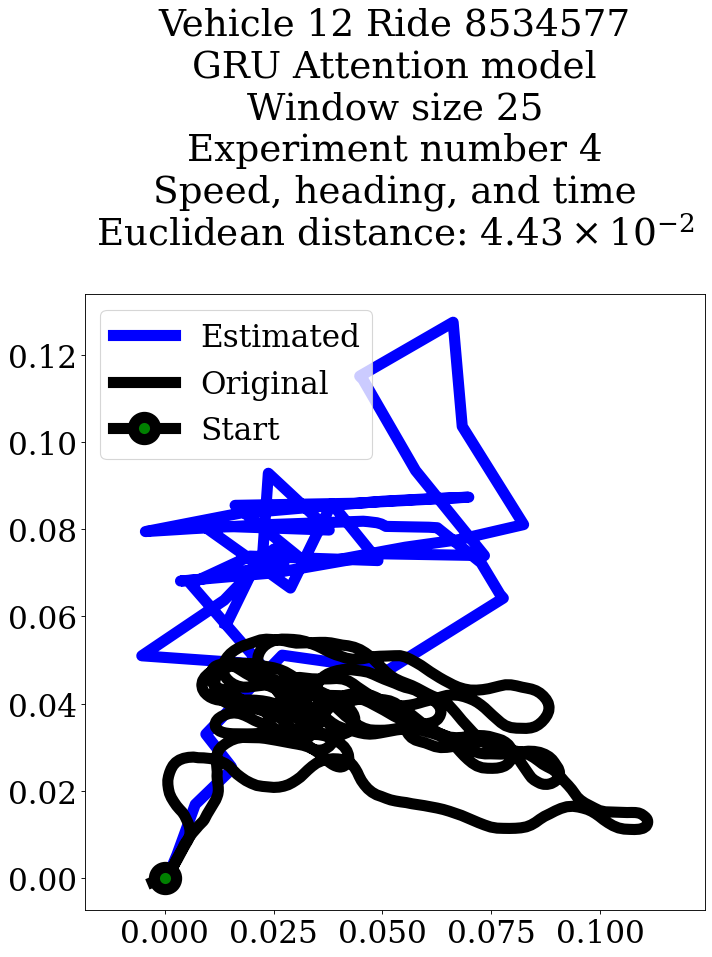 Vehicle 12 Ride 8534577
GRU Attention model
Window size 25
Experiment number 4
Speed, heading, and time
Euclidean distance: 4.43 × 10⁻²
Estimated
Original
Start
0.12
0.10
0.08
0.06
0.04
0.02
0.00
0.000 0.025 0.050 0.075 0.100